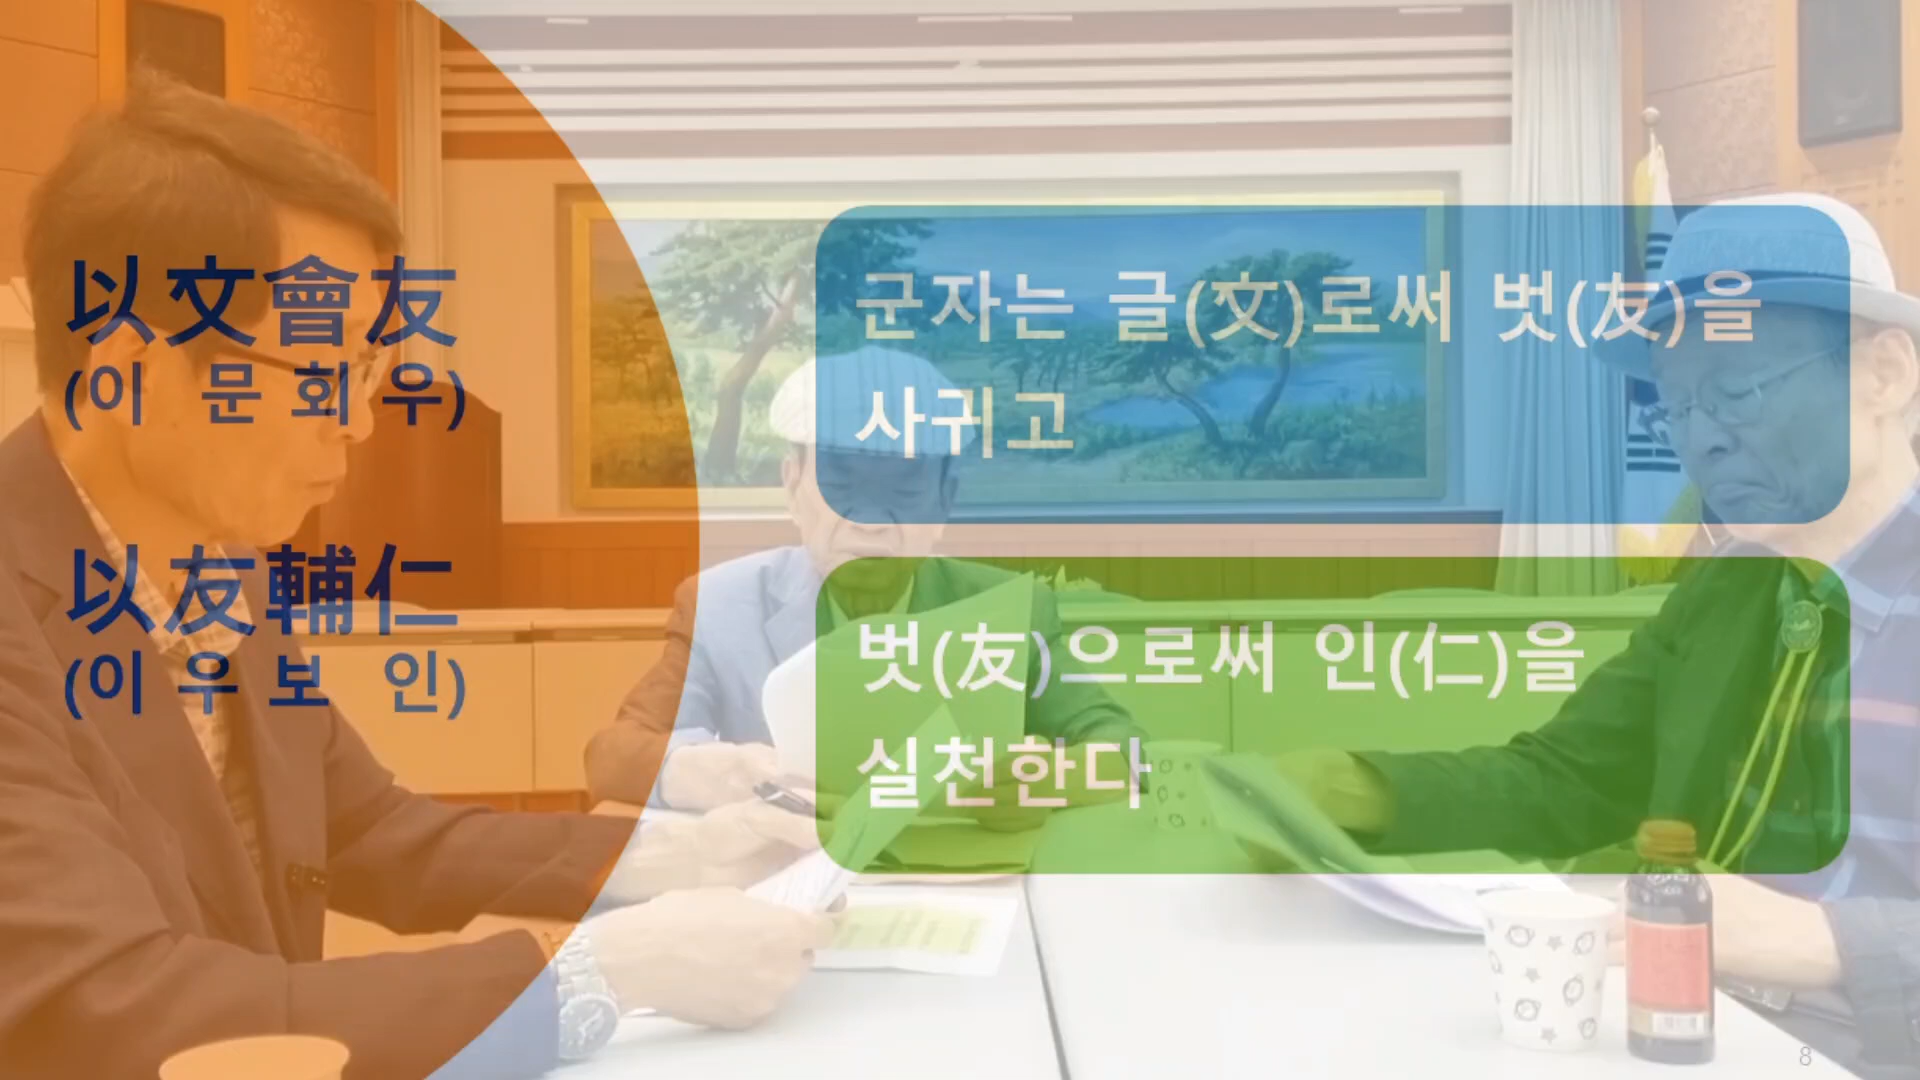 以文會友
(이 문 회 우)
以友輔仁
(이 우 보 인)
군자는 글(文)로써 벗(友)을
사귀고
벗(友)으로써 인(仁)을
실천한다
8